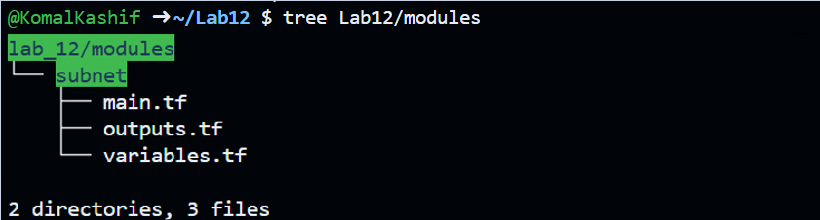 @KomalKashif ➜~/Lab12 $ tree Lab12/modules
lab_12/modules
└── subnet
    ├── main.tf
    ├── outputs.tf
    └── variables.tf
2 directories, 3 files